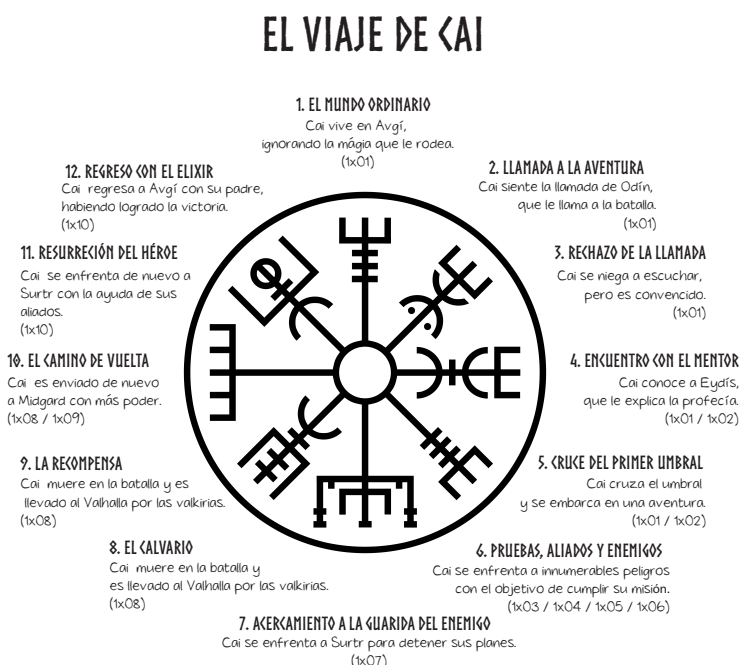 EL VIAJE DE CAI
1. EL MUNDO ORDINARIO
Cai vive en Avgí,
ignorando la mágia que le rodea.
(1x01)
2. LLAMADA A LA AVENTURA
Cai siente la llamada de Odín,
que le llama a la batalla.
(1x01)
3. RECHAZO DE LA LLAMADA
Cai se niega a escuchar,
pero es convencido.
(1x01)
4. ENCUENTRO CON EL MENTOR
Cai conoce a Eydís,
que le explica la profecía.
(1x01 / 1x02)
5. CRUCE DEL PRIMER UMBRAL
Cai cruza el umbral
y se embarca en una aventura.
(1x01 / 1x02)
6. PRUEBAS, ALIADOS Y ENEMIGOS
Cai se enfrenta a innumerables peligros
con el objetivo de cumplir su misión.
(1x03 / 1x04 / 1x05 / 1x06)
7. ACERCAMIENTO A LA GUARIDA DEL ENEMIGO
Cai se enfrenta a Surtr para detener sus planes.
(1x07)
8. EL CALVARIO
Cai muere en la batalla y
es llevado al Valhalla por las valkirias.
(1x08)
9. LA RECOMPENSA
Cai muere en la batalla y es
llevado al Valhalla por las valkirias.
(1x08)
10. EL CAMINO DE VUELTA
Cai es enviado de nuevo
a Midgard con más poder.
(1x08 / 1x09)
11. RESURRECIÓN DEL HÉROE
Cai se enfrenta de nuevo a
Surtr con la ayuda de sus
aliados.
(1x10)
12. REGRESO CON EL ELIXIR
Cai regresa a Avgí con su padre,
habiendo logrado la victoria.
(1x10)